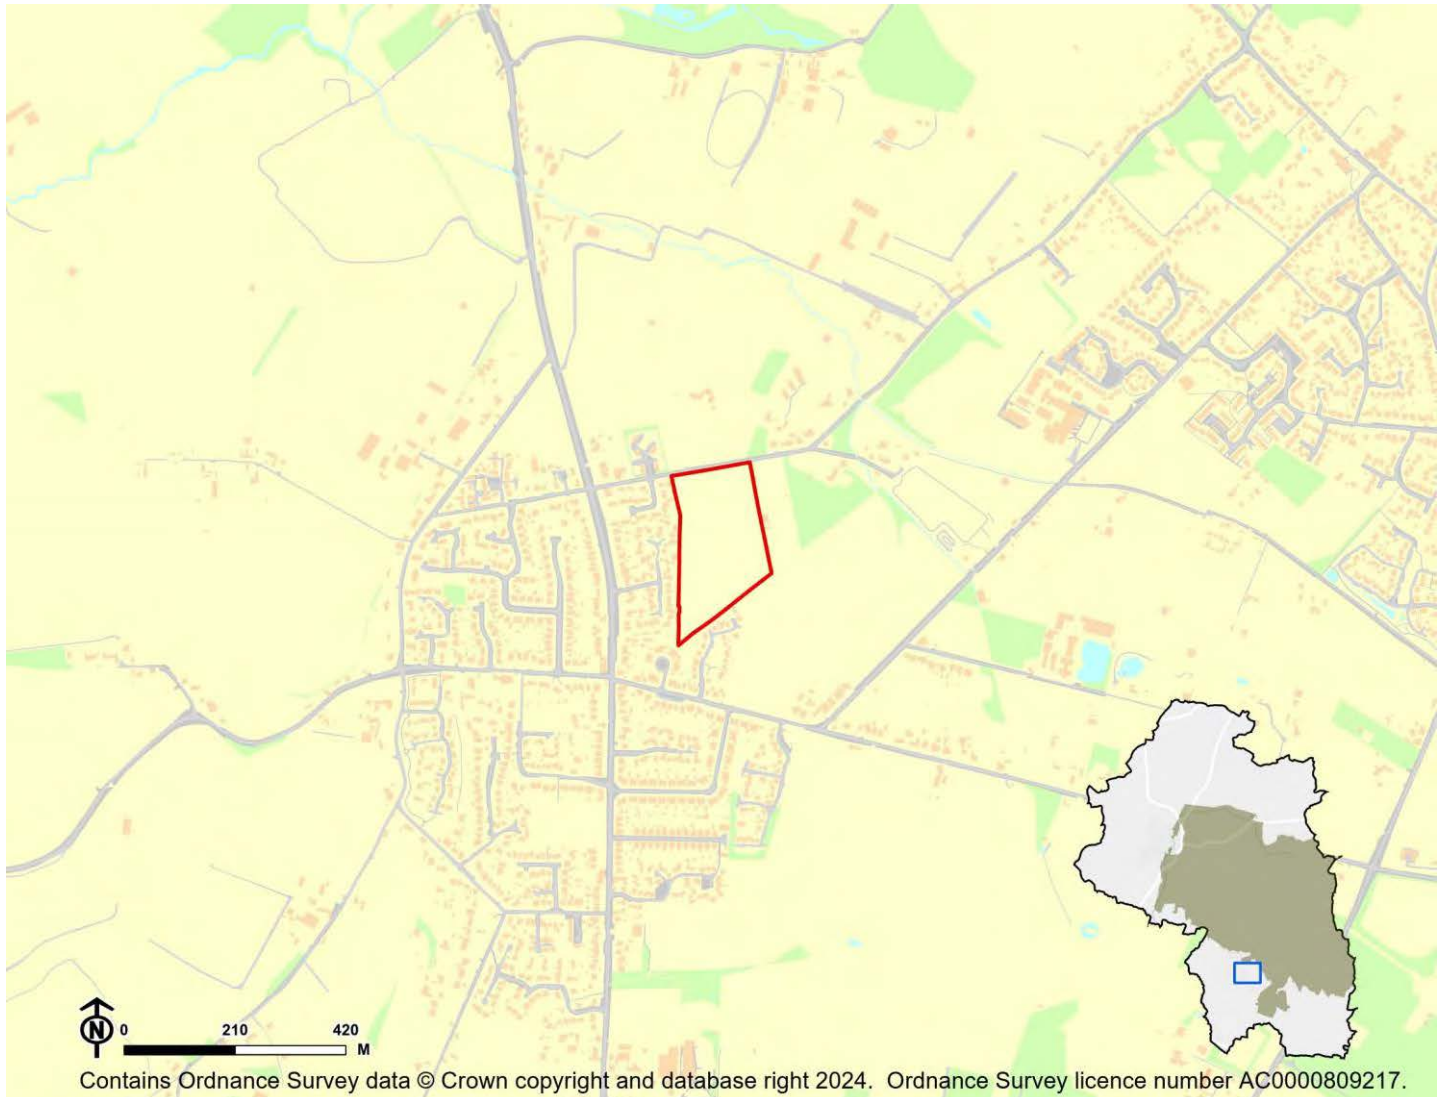 N
0 210 420
M
Contains Ordnance Survey data © Crown copyright and database right 2024. Ordnance Survey licence number AC0000809217.